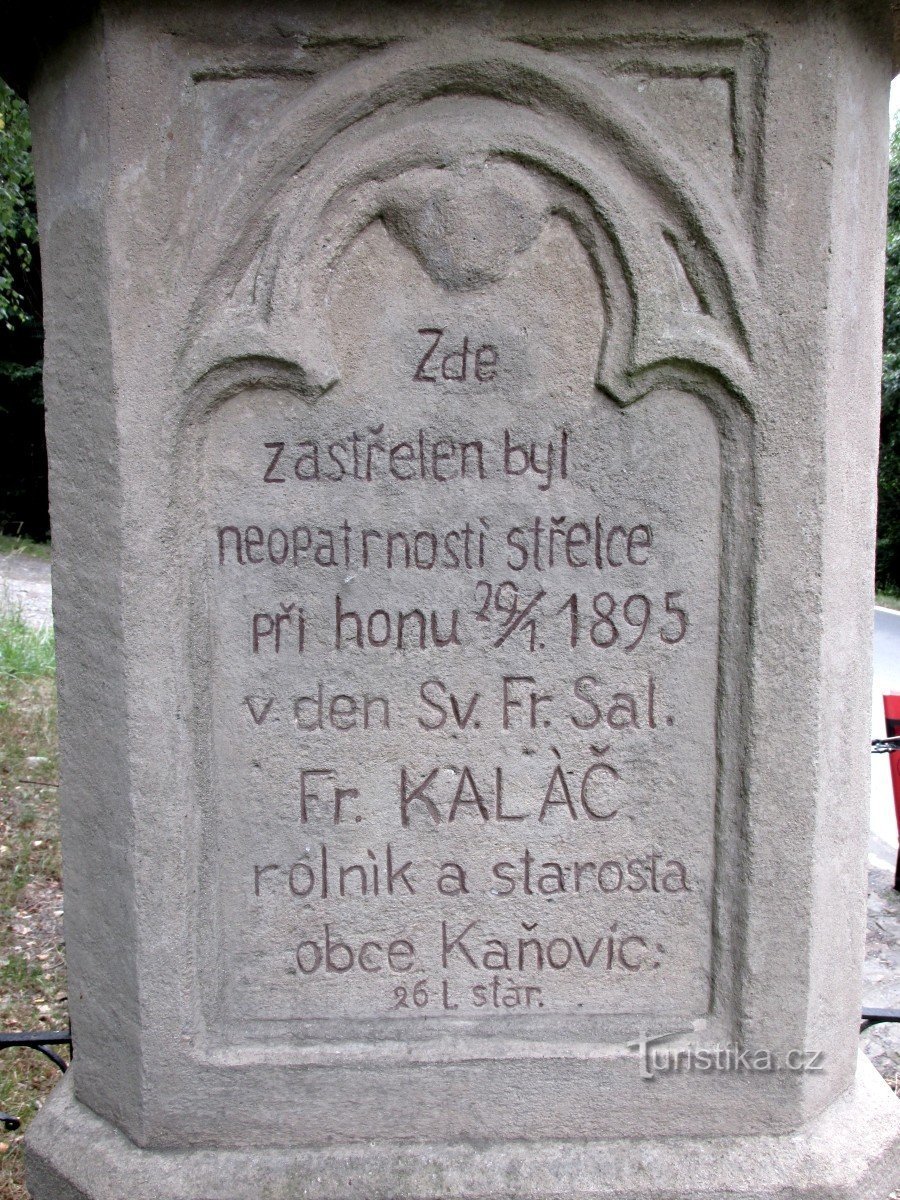 Zde
zastřelen byl
neopatrností střelce
při honu 29/1. 1895
v den Sv. Fr. Sal.
Fr. KALÁČ
rólník a starosta
obce Kaňovic.
26 l. stár.
Turistika.cz